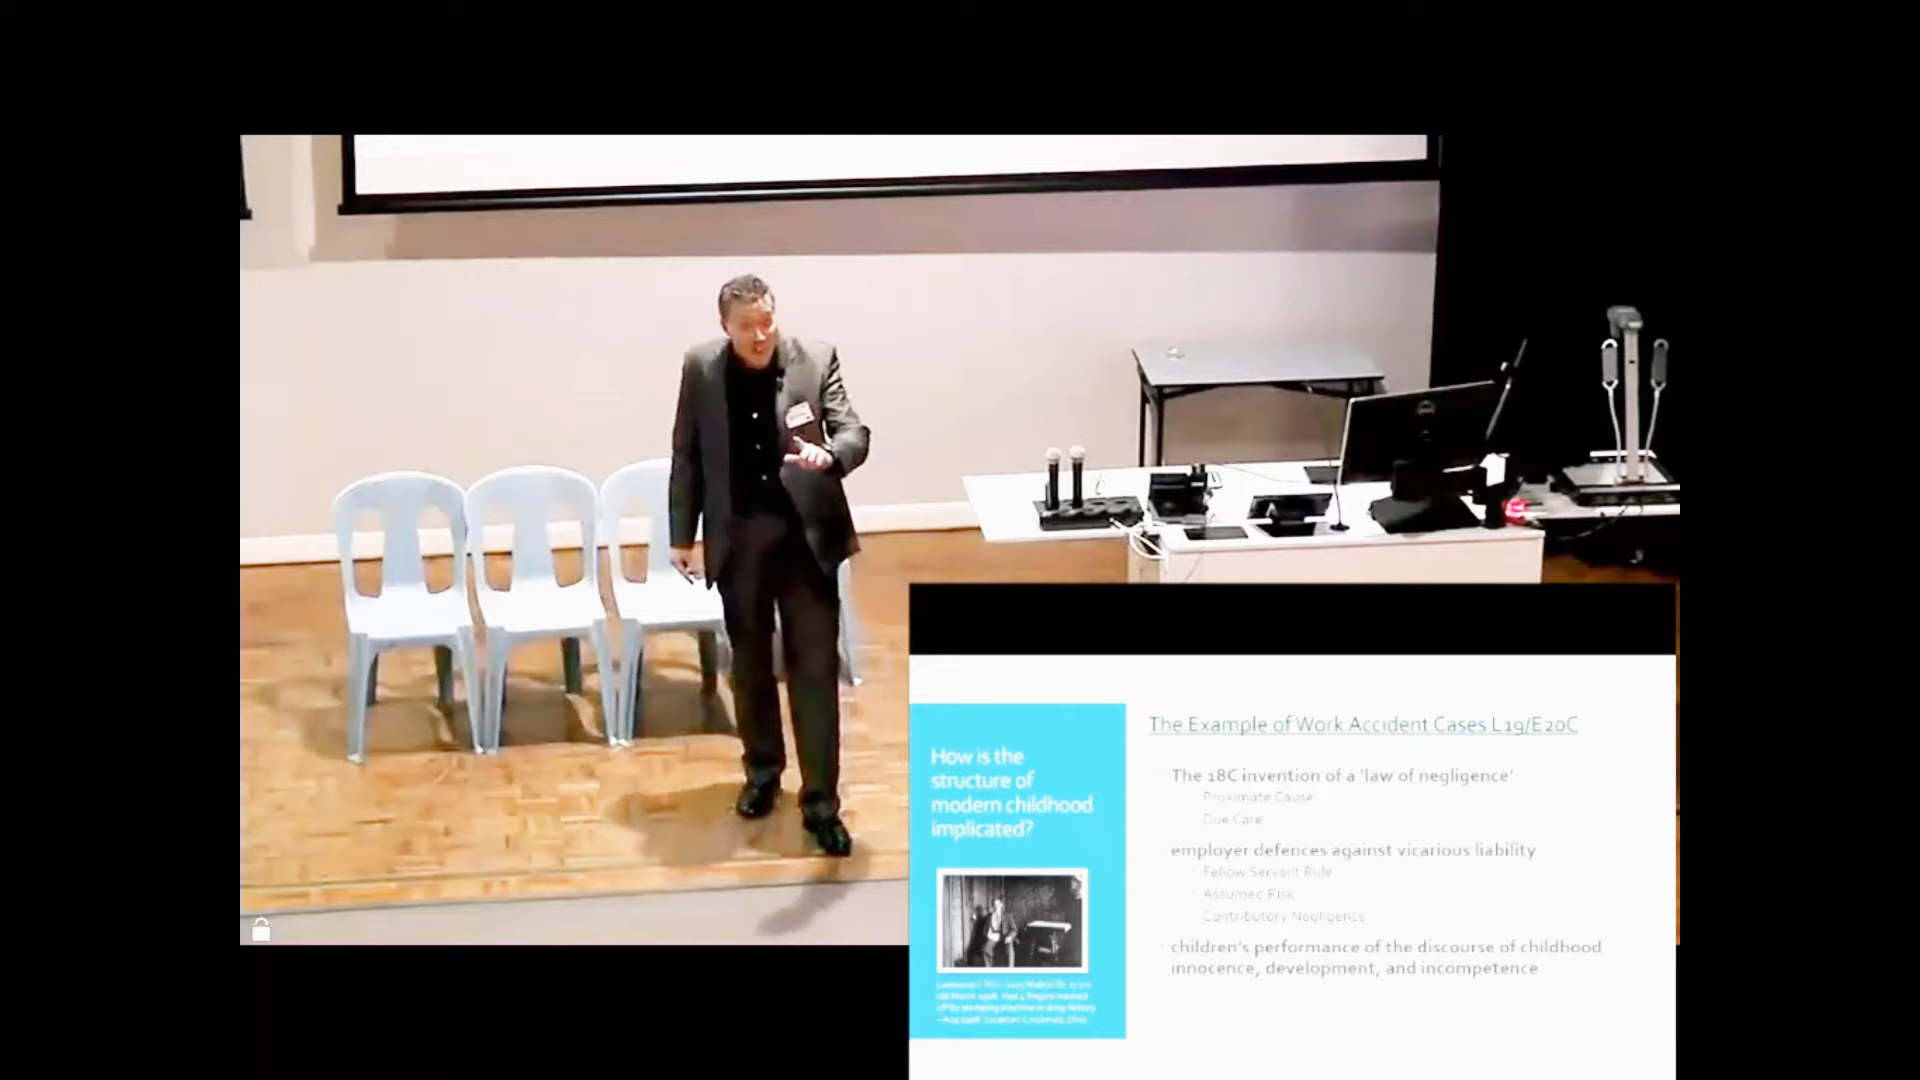 How is the
structure of
modern childhood
implicated?
The Example of Work Accident Cases L19/E20C
The 18C invention of a 'law of negligence'
Proximate Cause
Due Care
employer defences against vicarious liability
Fellow Servant Rule
Assumed Risk
Contributory Negligence
children's performance of the discourse of childhood
innocence, development, and incompetence